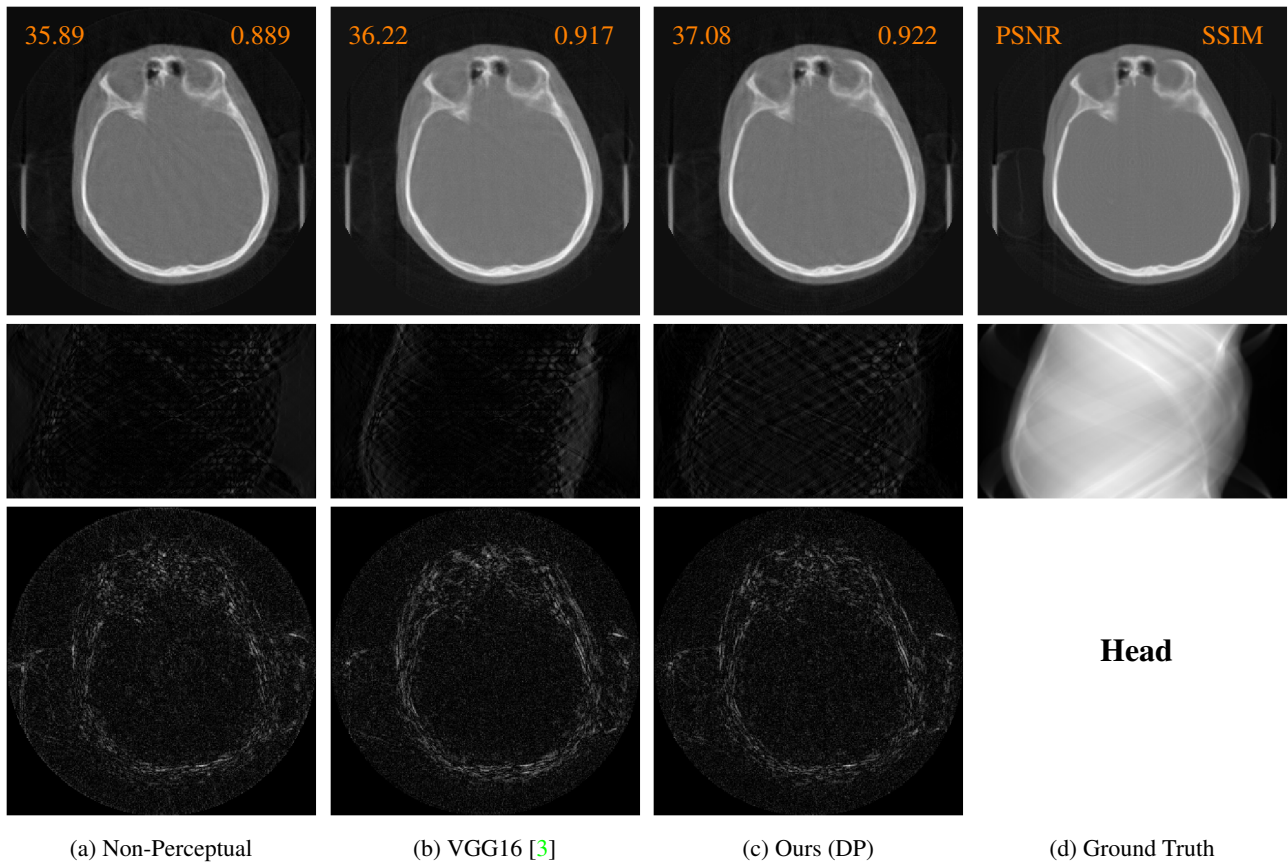 35.89 0.889 36.22 0.917 37.08 0.922 PSNR SSIM
Head
(a) Non-Perceptual (b) VGG16 [3] (c) Ours (DP) (d) Ground Truth